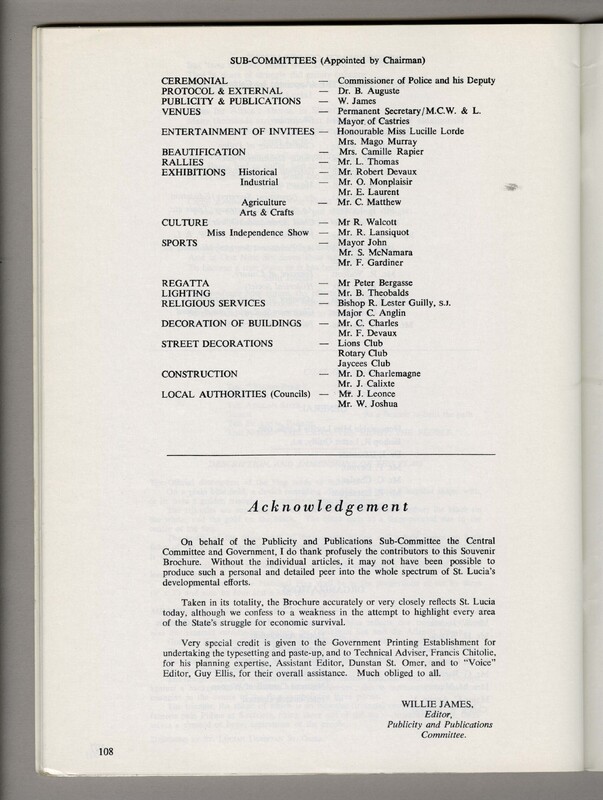 SUB-COMMITTEES (Appointed by Chairman)
CEREMONIAL — Commissioner of Police and his Deputy
PROTOCOL & EXTERNAL — Dr. B. Auguste
PUBLICITY & PUBLICATIONS — W. James
VENUES — Permanent Secretary/M.C.W. & L.
Mayor of Castries
ENTERTAINMENT OF INVITEES — Honourable Miss Lucille Lorde
Mrs. Mago Murray
BEAUTIFICATION — Mrs. Camille Rapier
RALLIES — Mr. L. Thomas
EXHIBITIONS Historical — Mr. Robert Devaux
Industrial — Mr. O. Monplaisir
Mr. E. Laurent
Agriculture — Mr. C. Matthew
Arts & Crafts
CULTURE — Mr R. Walcott
Miss Independence Show — Mr. R. Lansiquot
SPORTS — Mayor John
Mr. S. McNamara
Mr. F. Gardiner
REGATTA — Mr Peter Bergasse
LIGHTING — Mr. B. Theobalds
RELIGIOUS SERVICES — Bishop R. Lester Guilly, S.J.
Major C. Anglin
DECORATION OF BUILDINGS — Mr. C. Charles
Mr. F. Devaux
STREET DECORATIONS — Lions Club
Rotary Club
Jaycees Club
CONSTRUCTION — Mr. D. Charlemagne
Mr. J. Calixte
LOCAL AUTHORITIES (Councils) — Mr. J. Leonce
Mr. W. Joshua
Acknowledgement
On behalf of the Publicity and Publications Sub-Committee the Central
Committee and Government, I do thank profusely the contributors to this Souvenir
Brochure. Without the individual articles, it may not have been possible to
produce such a personal and detailed peer into the whole spectrum of St. Lucia's
developmental efforts.
Taken in its totality, the Brochure accurately or very closely reflects St. Lucia
today, although we confess to a weakness in the attempt to highlight every area
of the State's struggle for economic survival.
Very special credit is given to the Government Printing Establishment for
undertaking the typesetting and paste-up, and to Technical Adviser, Francis Chitolie,
for his planning expertise, Assistant Editor, Dunstan St. Omer, and to "Voice"
Editor, Guy Ellis, for their overall assistance. Much obliged to all.
WILLIE JAMES,
Editor,
Publicity and Publications
Committee.
108